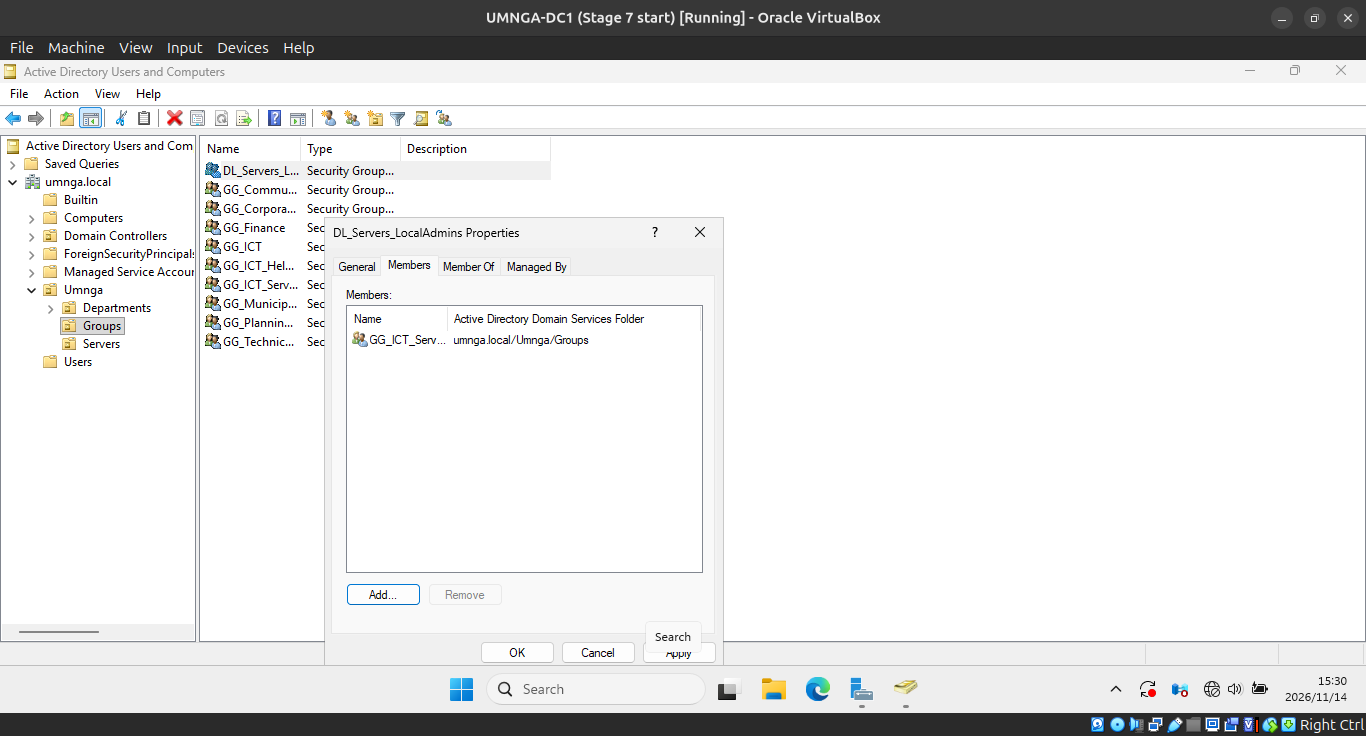 UMNGA-DC1 (Stage 7 start) [Running] - Oracle VirtualBox
File Machine View Input Devices Help
Active Directory Users and Computers
File Action View Help
Active Directory Users and Com
Saved Queries
umnga.local
Builtin
Computers
Domain Controllers
ForeignSecurityPrincipals
Managed Service Accour
Umnga
Departments
Groups
Servers
Users
Name Type Description
DL_Servers_L... Security Group...
GG_Commu... Security Group...
GG_Corpora... Security Group...
GG_Finance Sec
GG_ICT Sec
GG_ICT_Hel... Sec
GG_ICT_Serv... Sec
GG_Municip... Sec
GG_Plannin... Sec
GG_Technic... Sec
DL_Servers_LocalAdmins Properties ?
General Members Member Of Managed By
Members:
Name Active Directory Domain Services Folder
GG_ICT_Serv... umnga.local/Umnga/Groups
Add... Remove
Search
OK Cancel Apply
Search
15:30
2026/11/14
Right Ctrl